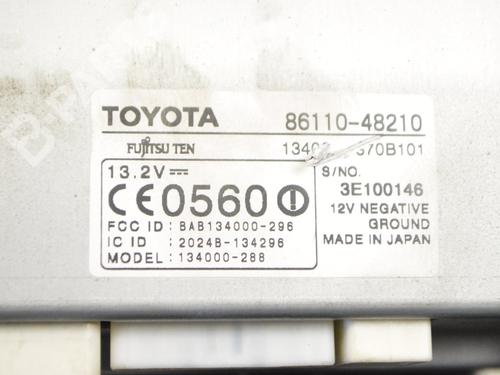 TOYOTA 86110-48210
FUJITSU TEN 570B101
13.2V S/NO.
CE0560 3E100146
FCC ID : BAB134000-296 12V NEGATIVE
IC ID : 2024B-134296 GROUND
MODEL : 134000-288 MADE IN JAPAN